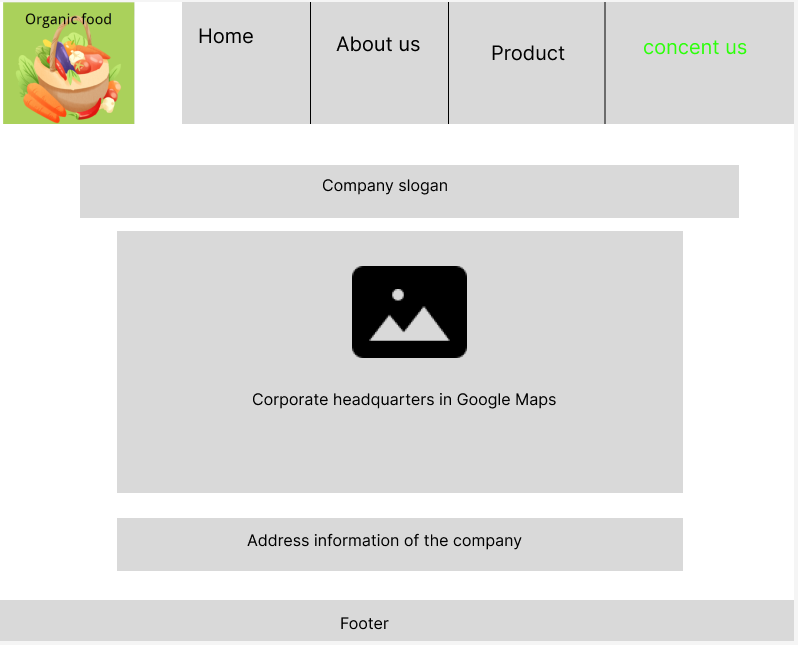 Organic food
Home
About us
Product
concent us
Company slogan
Corporate headquarters in Google Maps
Address information of the company
Footer